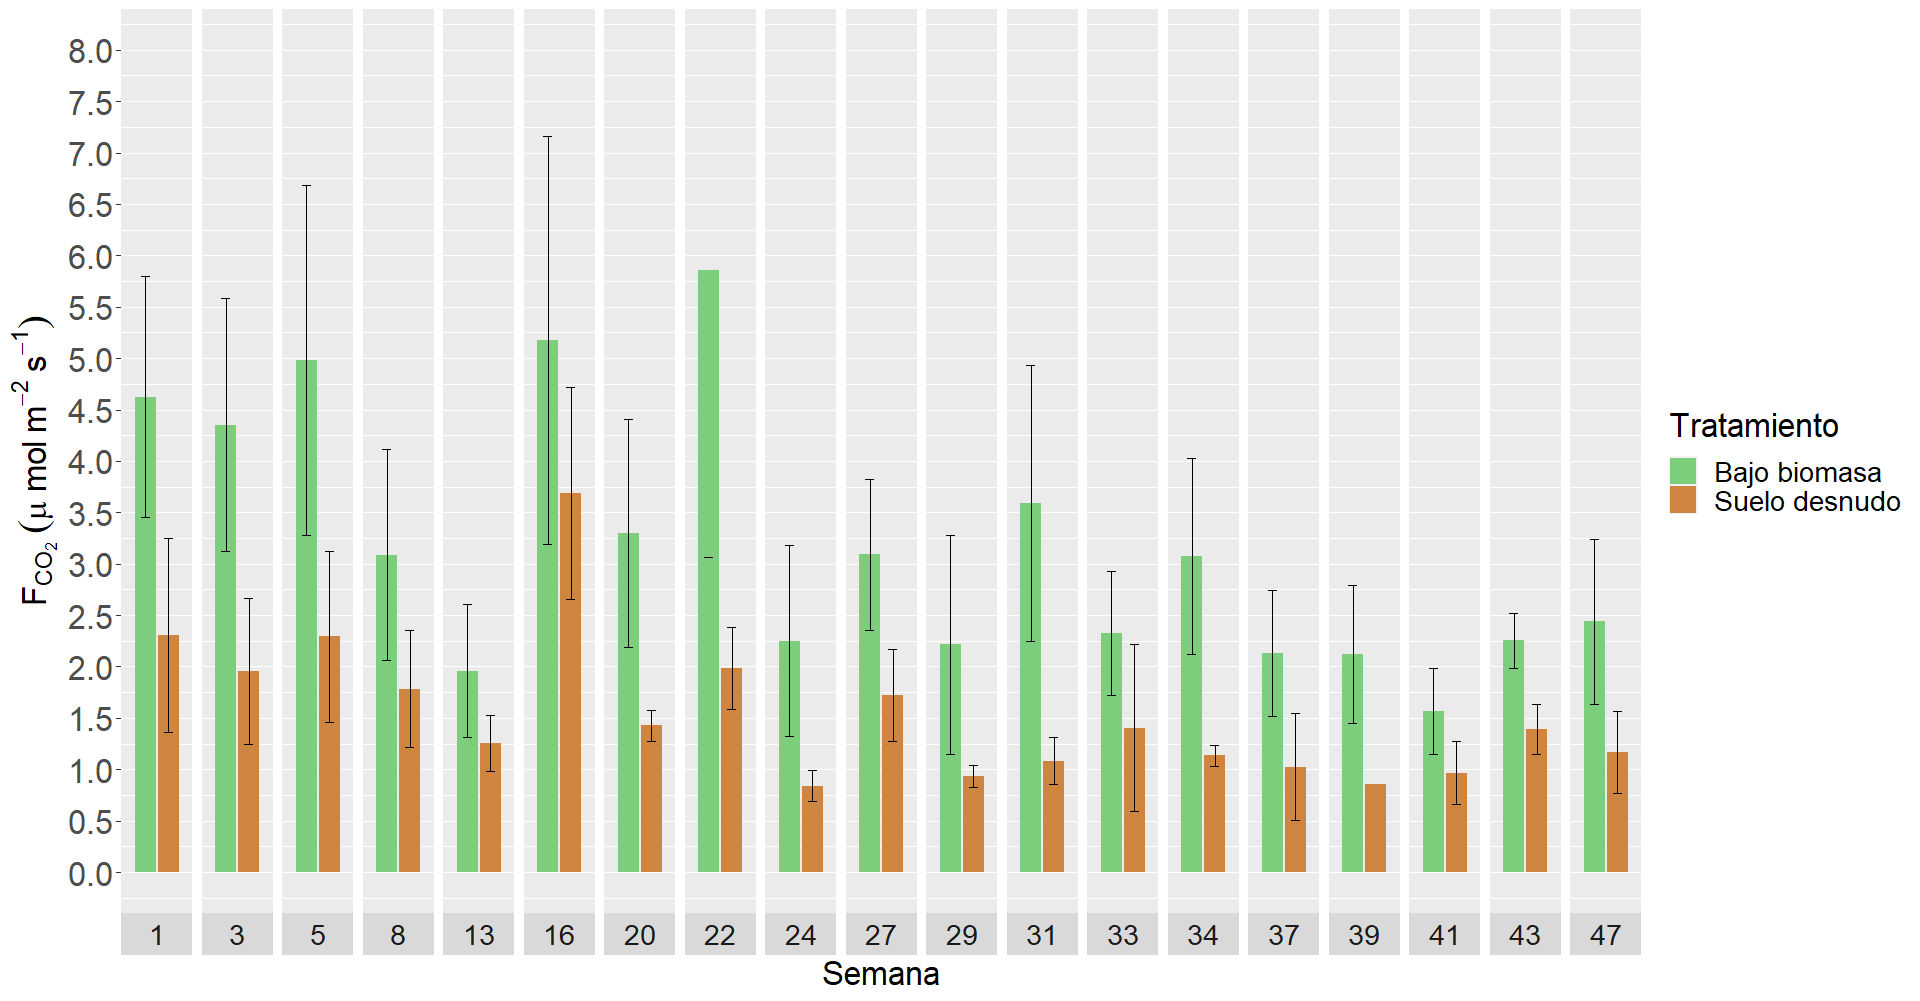 8.0
7.5
7.0
6.5
6.0
5.5
5.0
4.5
4.0
3.5
3.0
2.5
2.0
1.5
1.0
0.5
0.0
F_CO₂ (μ mol m⁻² s⁻¹)
1 3 5 8 13 16 20 22 24 27 29 31 33 34 37 39 41 43 47
Semana
Tratamiento
Bajo biomasa
Suelo desnudo